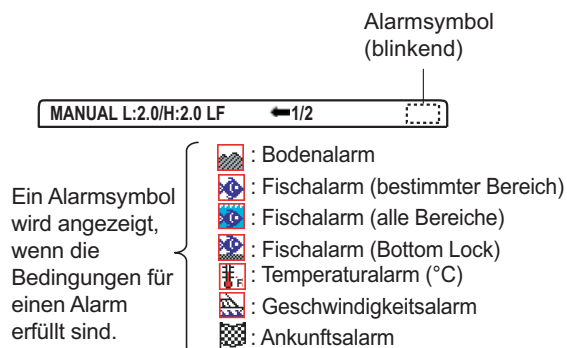 Alarmsymbol
(blinkend)
MANUAL L:2.0/H:2.0 LF ⬅1/2
Ein Alarmsymbol
wird angezeigt,
wenn die
Bedingungen für
einen Alarm
erfüllt sind.
: Bodenalarm
: Fischalarm (bestimmter Bereich)
: Fischalarm (alle Bereiche)
: Fischalarm (Bottom Lock)
F : Temperaturalarm (°C)
: Geschwindigkeitsalarm
: Ankunftsalarm